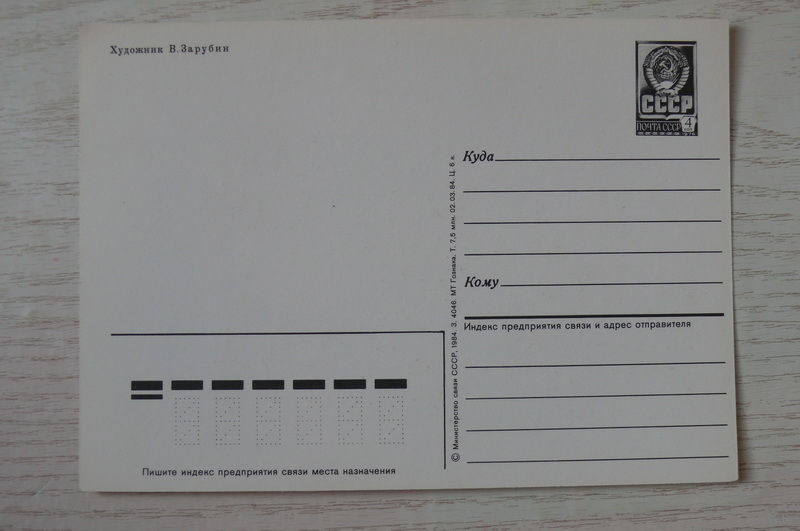 Художник В. Зарубин
СССР
ПОЧТА СССР 4
Куда
Кому
Индекс предприятия связи и адрес отправителя
© Министерство связи СССР, 1984. З. 4046. МТ Гознака. Т. 7,5 млн. 02.03.84. Ц. 6 к.
Пишите индекс предприятия связи места назначения